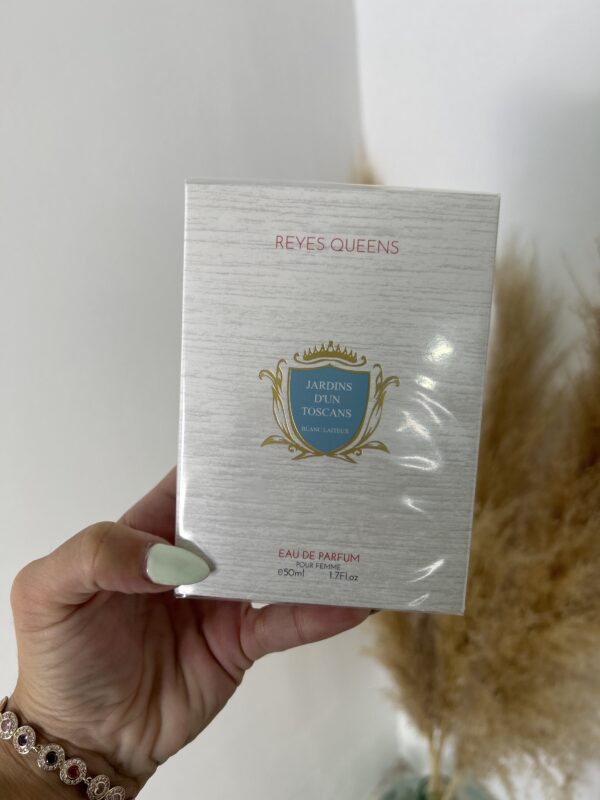 REYES QUEENS
JARDINS
D'UN
TOSCANS
BLANC LAITEUX
EAU DE PARFUM
POUR FEMME
e50ml 1.7Fl.oz